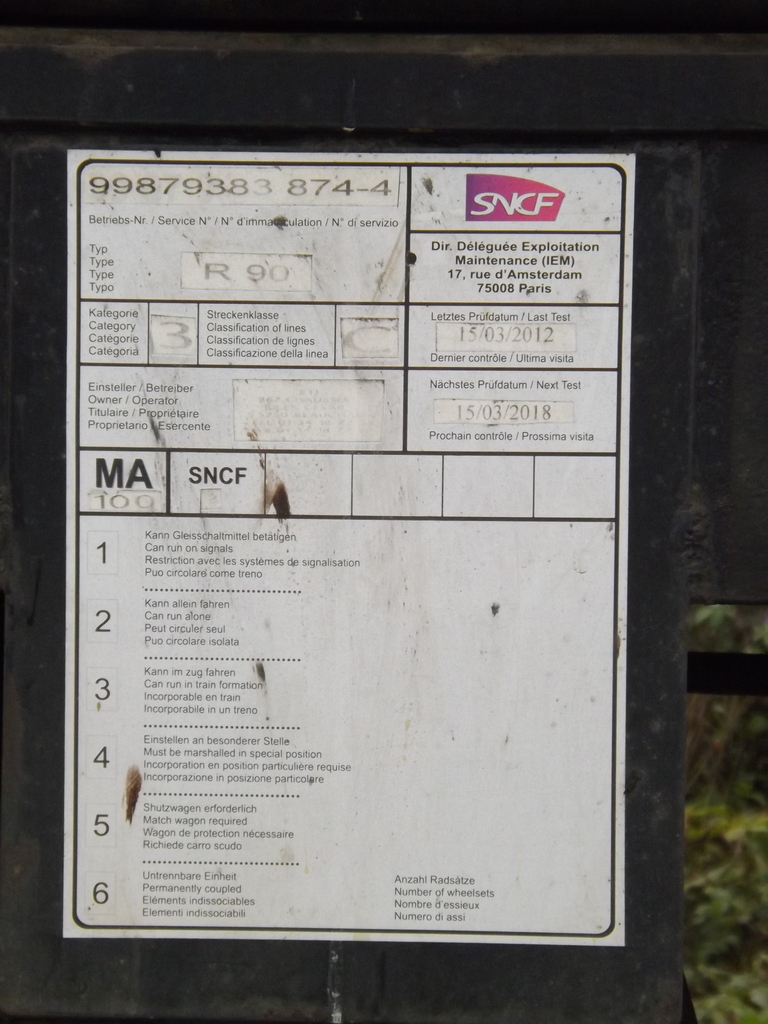 99879383 874-4
Betriebs-Nr. / Service N° / N° d'immatriculation / N° di servizio
Typ
Type
Type
Typo
R 90
SNCF
Dir. Déléguée Exploitation
Maintenance (IEM)
17, rue d'Amsterdam
75008 Paris
Kategorie
Category
Catégorie
Categoria
3
Streckenklasse
Classification of lines
Classification de lignes
Classificazione della linea
C
Letztes Prüfdatum / Last Test
15/03/2012
Dernier contrôle / Ultima visita
Einsteller / Betreiber
Owner / Operator
Titulaire / Propriétaire
Proprietario / Esercente
Nächstes Prüfdatum / Next Test
15/03/2018
Prochain contrôle / Prossima visita
MA
100
SNCF
1
Kann Gleisschaltmittel betätigen
Can run on signals
Restriction avec les systèmes de signalisation
Puo circolare come treno
2
Kann allein fahren
Can run alone
Peut circuler seul
Puo circolare isolata
3
Kann im zug fahren
Can run in train formation
Incorporable en train
Incorporabile in un treno
4
Einstellen an besonderer Stelle
Must be marshalled in special position
Incorporation en position particulière requise
Incorporazione in posizione particolare
5
Shutzwagen erforderlich
Match wagon required
Wagon de protection nécessaire
Richiede carro scudo
6
Untrennbare Einheit
Permanently coupled
Eléments indissociables
Elementi indissociabili
Anzahl Radsätze
Number of wheelsets
Nombre d'essieux
Numero di assi